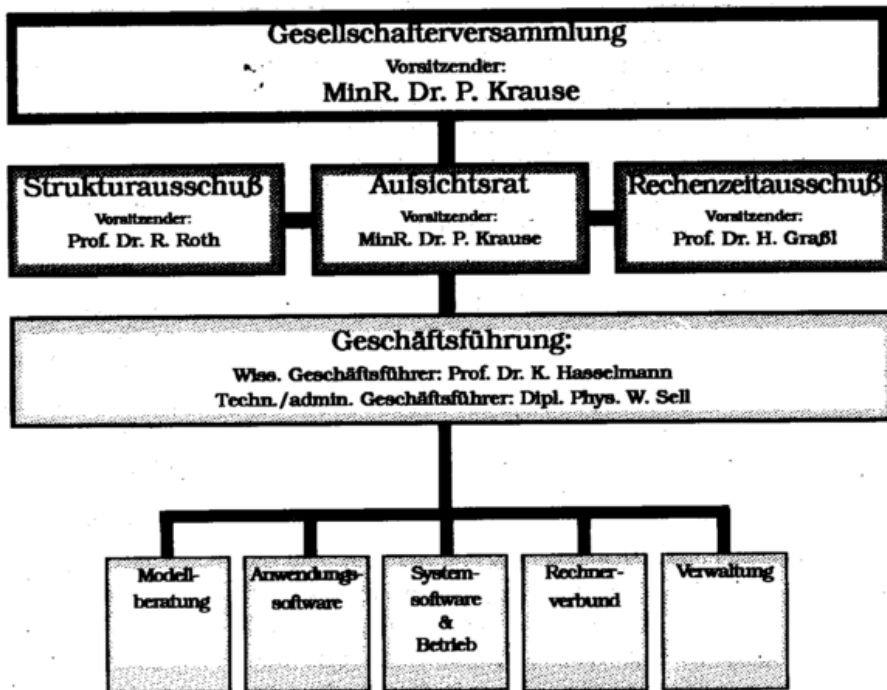 Gesellschafterversammlung
Vorsitzender:
MinR. Dr. P. Krause
Strukturausschuß
Vorsitzender:
Prof. Dr. R. Roth
Aufsichtsrat
Vorsitzender:
MinR. Dr. P. Krause
Rechenzeitausschuß
Vorsitzender:
Prof. Dr. H. Graßl
Geschäftsführung:
Wiss. Geschäftsführer: Prof. Dr. K. Hasselmann
Techn./admin. Geschäftsführer: Dipl. Phys. W. Sell
Modell-
beratung
Anwendungs-
software
System-
software
&
Betrieb
Rechner-
verbund
Verwaltung